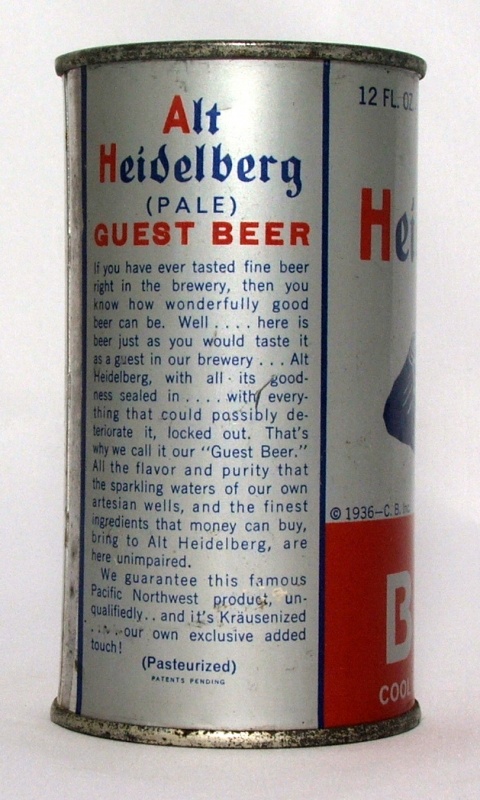 Alt
Heidelberg
(PALE)
GUEST BEER
If you have ever tasted fine beer
right in the brewery, then you
know how wonderfully good
beer can be. Well .... here is
beer just as you would taste it
as a guest in our brewery ... Alt
Heidelberg, with all its good-
ness sealed in .... with every-
thing that could possibly de-
teriorate it, locked out. That's
why we call it our "Guest Beer."
All the flavor and purity that
the sparkling waters of our own
artesian wells, and the finest
ingredients that money can buy,
bring to Alt Heidelberg, are
here unimpaired.
We guarantee this famous
Pacific Northwest product, un-
qualifiedly.. and it's Kräusenized
..... our own exclusive added
touch!
(Pasteurized)
PATENTS PENDING
12 FL. OZ.
Hei
© 1936—C. B. Inc.
B
COOL